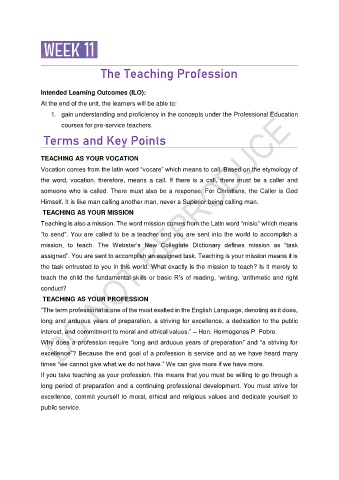 WEEK 11
The Teaching Profession
Intended Learning Outcomes (ILO):
At the end of the unit, the learners will be able to:
1. gain understanding and proficiency in the concepts under the Professional Education
courses for pre-service teachers.
Terms and Key Points
TEACHING AS YOUR VOCATION
Vocation comes from the latin word “vocare” which means to call. Based on the etymology of
the word, vocation, therefore, means a call. If there is a call, there must be a caller and
someone who is called. There must also be a response. For Christians, the Caller is God
Himself. It is like man calling another man, never a Superior being calling man.
TEACHING AS YOUR MISSION
Teaching is also a mission. The word mission comes from the Latin word “misio” which means
“to send”. You are called to be a teacher and you are sent into the world to accomplish a
mission, to teach. The Webster’s New Collegiate Dictionary defines mission as “task
assigned”. You are sent to accomplish an assigned task. Teaching is your mission means it is
the task entrusted to you in this world. What exactly is the mission to teach? Is it merely to
teach the child the fundamental skills or basic R’s of reading, ‘writing, ‘arithmetic and right
conduct?
TEACHING AS YOUR PROFESSION
“The term professional is one of the most exalted in the English Language, denoting as it does,
long and arduous years of preparation, a striving for excellence, a dedication to the public
interest, and commitment to moral and ethical values.” – Hon. Hermogenes P. Pobre.
Why does a profession require “long and arduous years of preparation” and “a striving for
excellence”? Because the end goal of a profession is service and as we have heard many
times “we cannot give what we do not have.” We can give more if we have more.
If you take teaching as your profession, this means that you must be willing to go through a
long period of preparation and a continuing professional development. You must strive for
excellence, commit yourself to moral, ethical and religious values and dedicate yourself to
public service.
DO NOT REPRODUCE